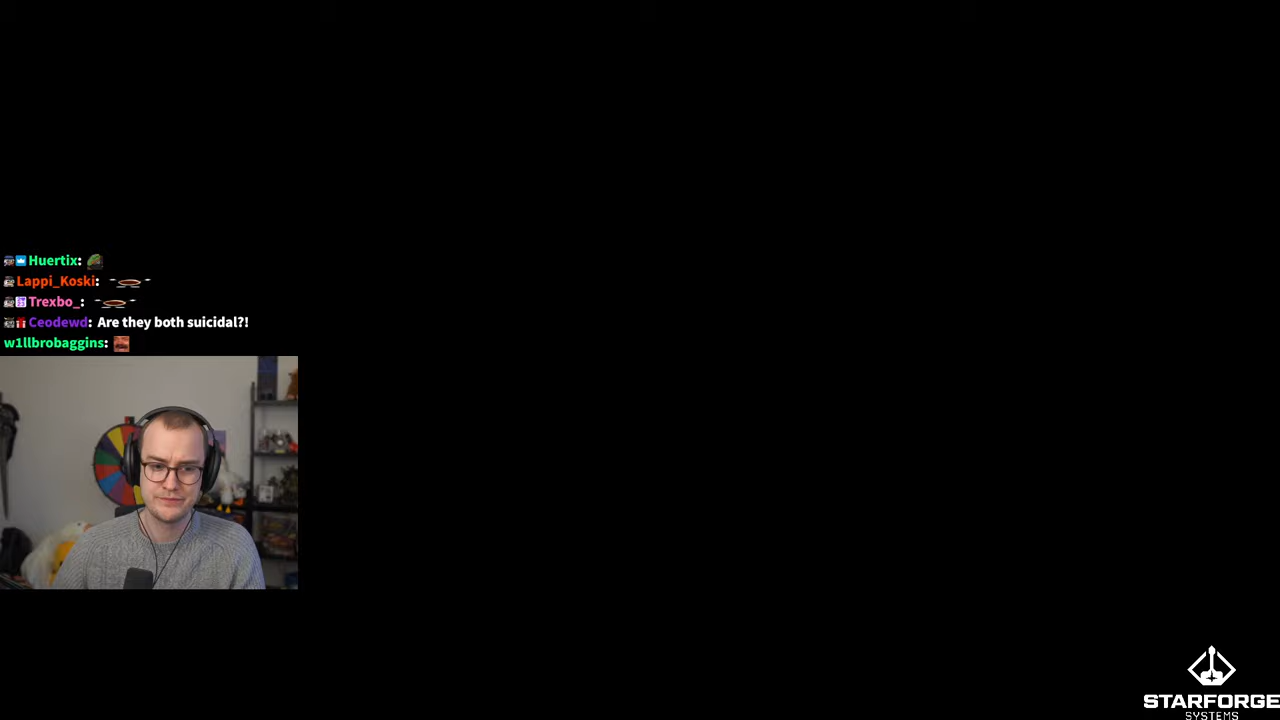 Huertix:
Lappi_Koski:
Trexbo_:
Ceodewd: Are they both suicidal?!
w1llbrobaggins:
STARFORGE
SYSTEMS